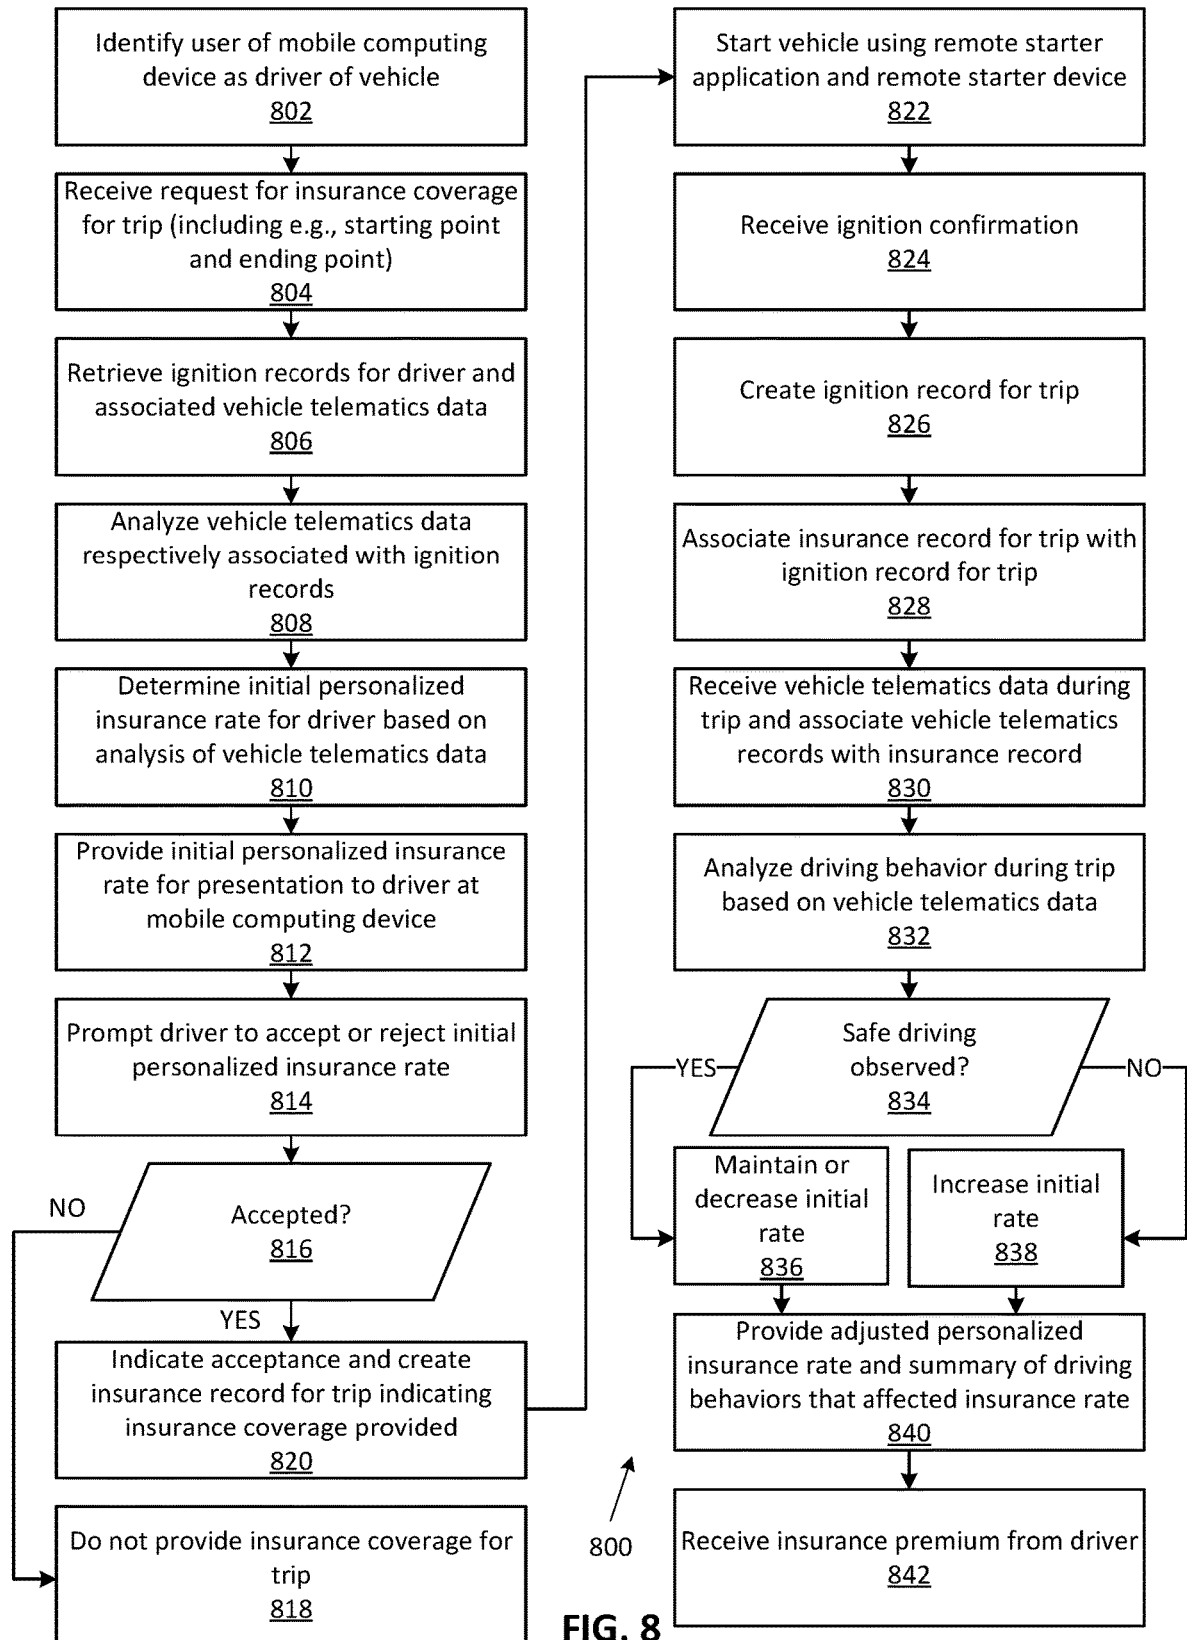 Identify user of mobile computing
device as driver of vehicle
802
Receive request for insurance coverage
for trip (including e.g., starting point
and ending point)
804
Retrieve ignition records for driver and
associated vehicle telematics data
806
Analyze vehicle telematics data
respectively associated with ignition
records
808
Determine initial personalized
insurance rate for driver based on
analysis of vehicle telematics data
810
Provide initial personalized insurance
rate for presentation to driver at
mobile computing device
812
Prompt driver to accept or reject initial
personalized insurance rate
814
Accepted?
816
NO
YES
Indicate acceptance and create
insurance record for trip indicating
insurance coverage provided
820
Do not provide insurance coverage for
trip
818
Start vehicle using remote starter
application and remote starter device
822
Receive ignition confirmation
824
Create ignition record for trip
826
Associate insurance record for trip with
ignition record for trip
828
Receive vehicle telematics data during
trip and associate vehicle telematics
records with insurance record
830
Analyze driving behavior during trip
based on vehicle telematics data
832
Safe driving
observed?
834
YES
NO
Maintain or
decrease initial
rate
836
Increase initial
rate
838
Provide adjusted personalized
insurance rate and summary of driving
behaviors that affected insurance rate
840
Receive insurance premium from driver
842
800
FIG. 8